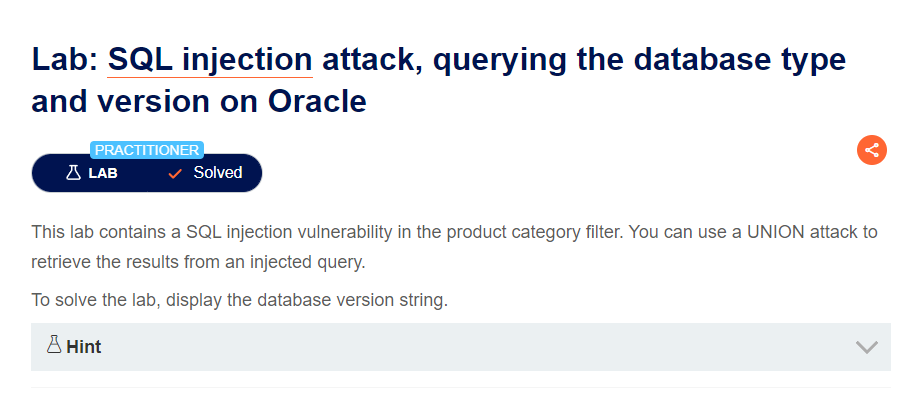 Lab: SQL injection attack, querying the database type
and version on Oracle
PRACTITIONER
LAB
Solved
This lab contains a SQL injection vulnerability in the product category filter. You can use a UNION attack to
retrieve the results from an injected query.
To solve the lab, display the database version string.
Hint